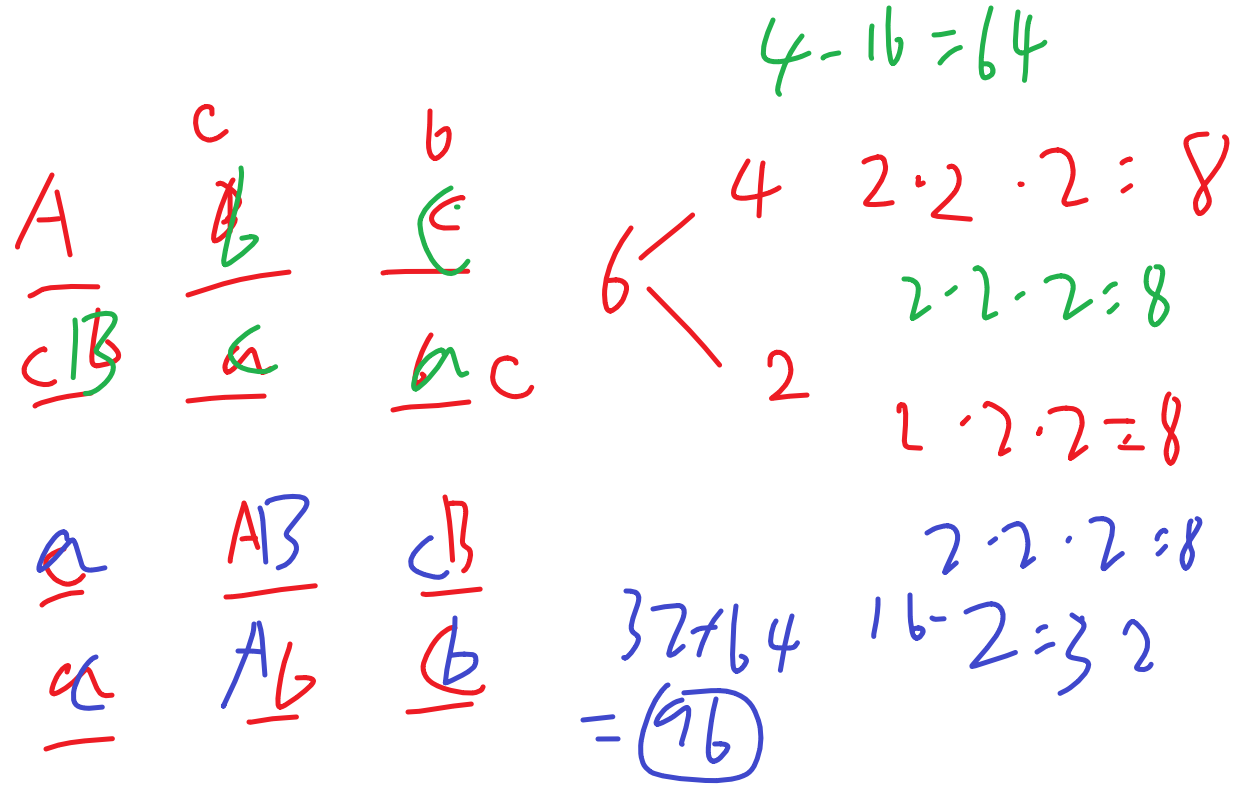 4 - 16 = 64
c b
A b c
6 4 2·2·2=8
2·2·2=8
c B a c
2
2·2·2=8
a AB cB
2·2·2=8
32+64 16·2=32
a Ab b
= 96